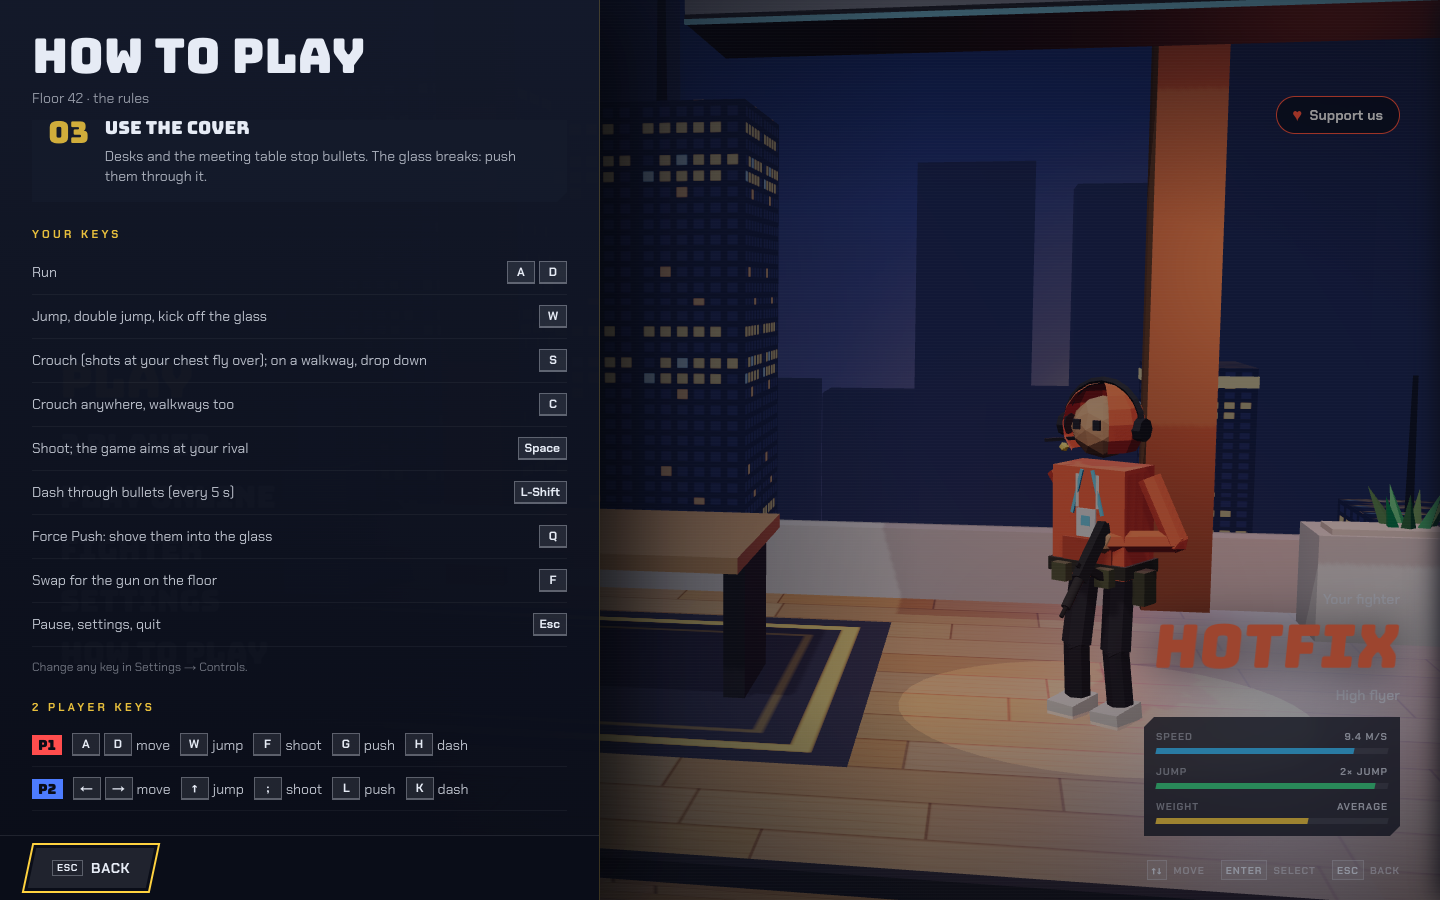 HOW TO PLAY
Floor 42 · the rules
03 USE THE COVER
Desks and the meeting table stop bullets. The glass breaks: push
them through it.
YOUR KEYS
Run A D
Jump, double jump, kick off the glass W
Crouch (shots at your chest fly over); on a walkway, drop down S
Crouch anywhere, walkways too C
Shoot; the game aims at your rival Space
Dash through bullets (every 5 s) L-Shift
Force Push: shove them into the glass Q
Swap for the gun on the floor F
Pause, settings, quit Esc
Change any key in Settings → Controls.
2 PLAYER KEYS
P1 A D move W jump F shoot G push H dash
P2 ← → move ↑ jump ; shoot L push K dash
ESC BACK
♥ Support us
Your fighter
HOTFIX
High flyer
SPEED 9.4 M/S
JUMP 2× JUMP
WEIGHT AVERAGE
↑↓ MOVE ENTER SELECT ESC BACK
PLAY
SETTINGS
HOW TO PLAY